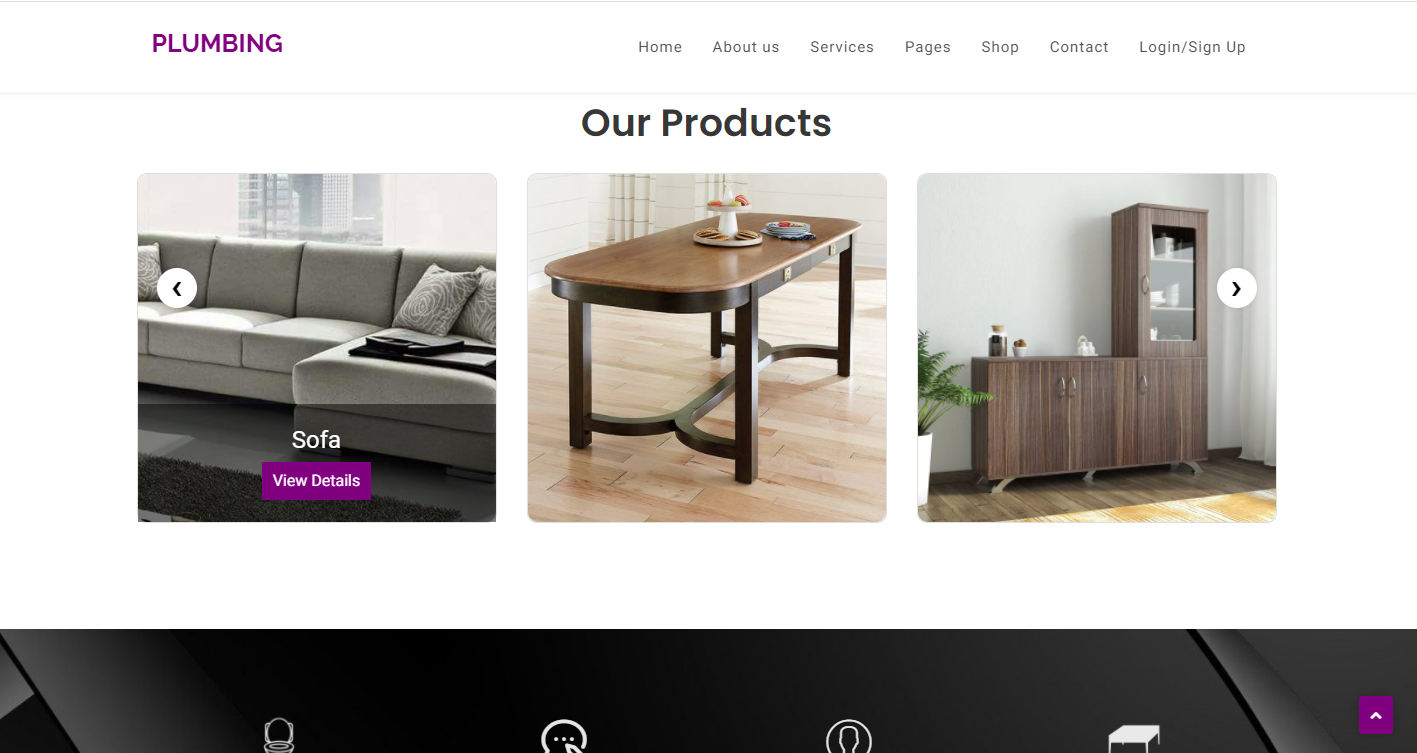 PLUMBING
Home About us Services Pages Shop Contact Login/Sign Up
Our Products
Sofa
View Details